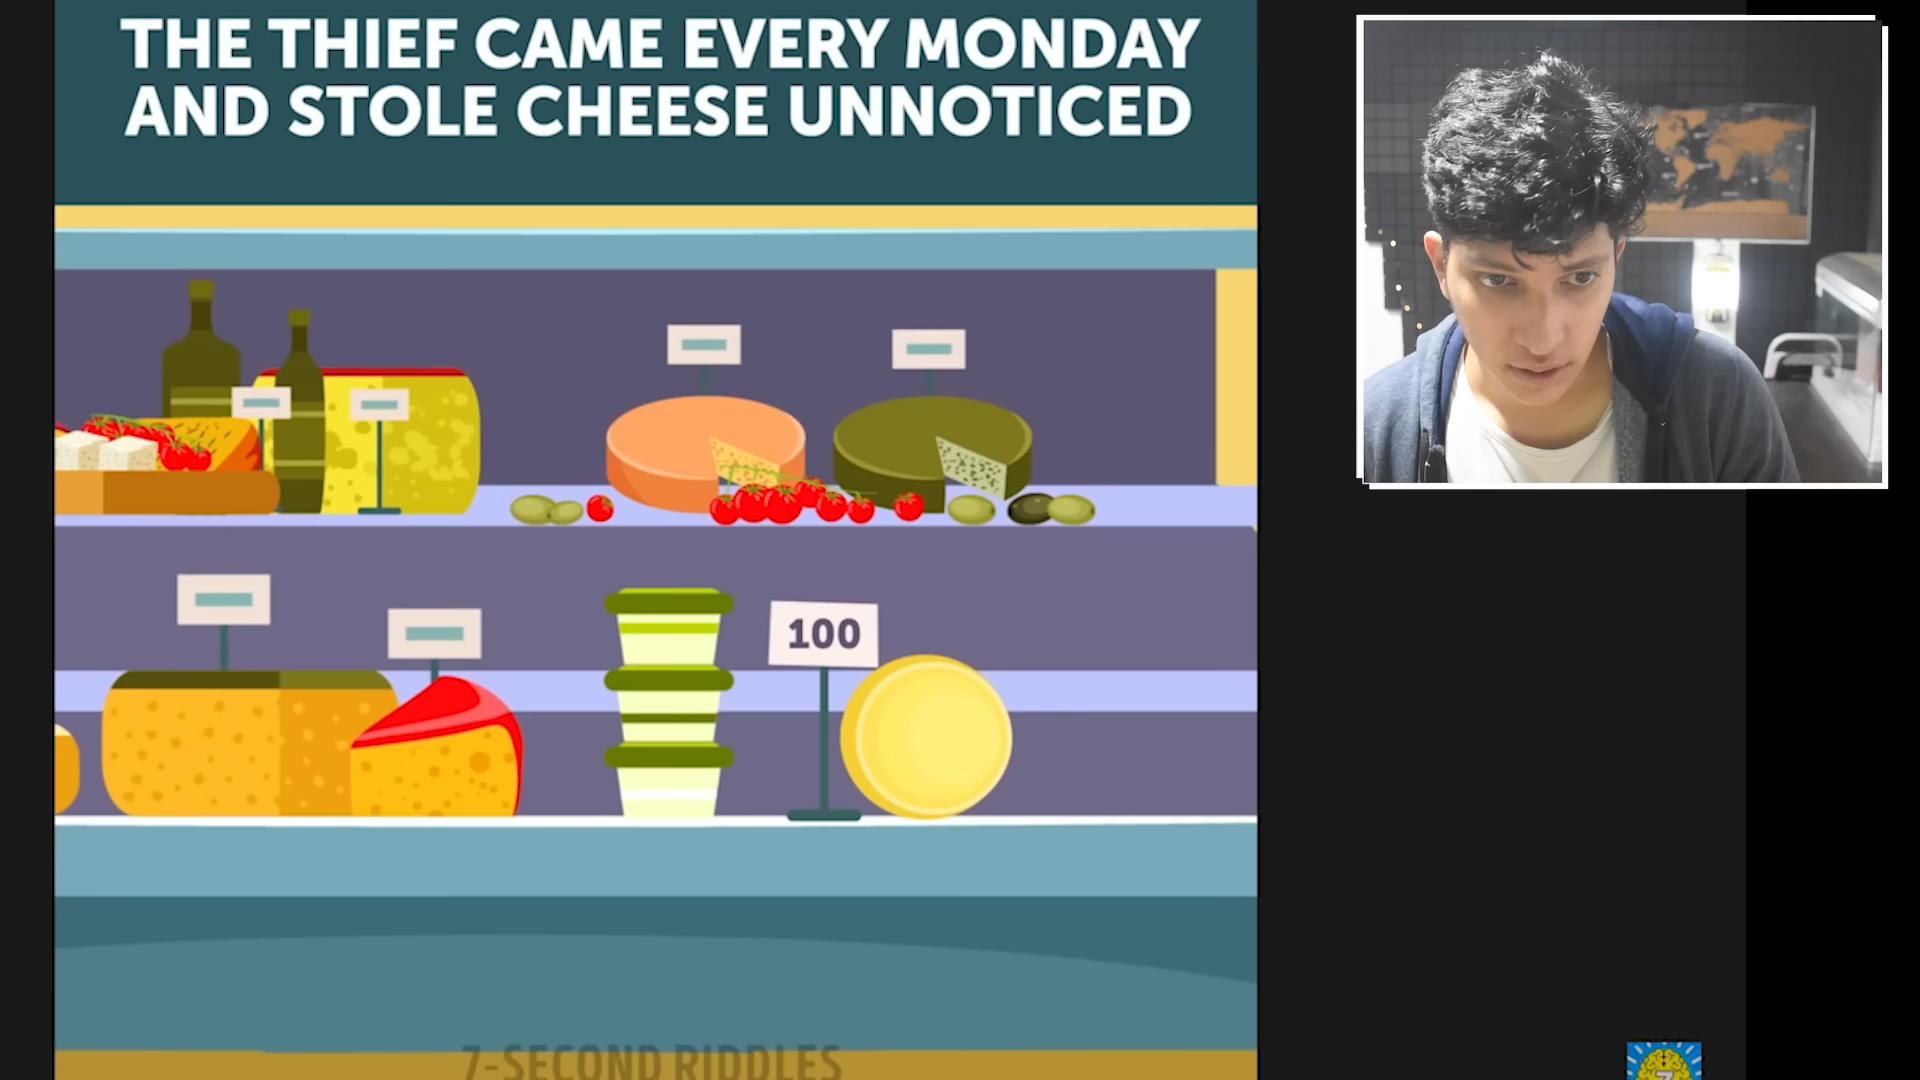 THE THIEF CAME EVERY MONDAY
AND STOLE CHEESE UNNOTICED
100
7-SECOND RIDDLES